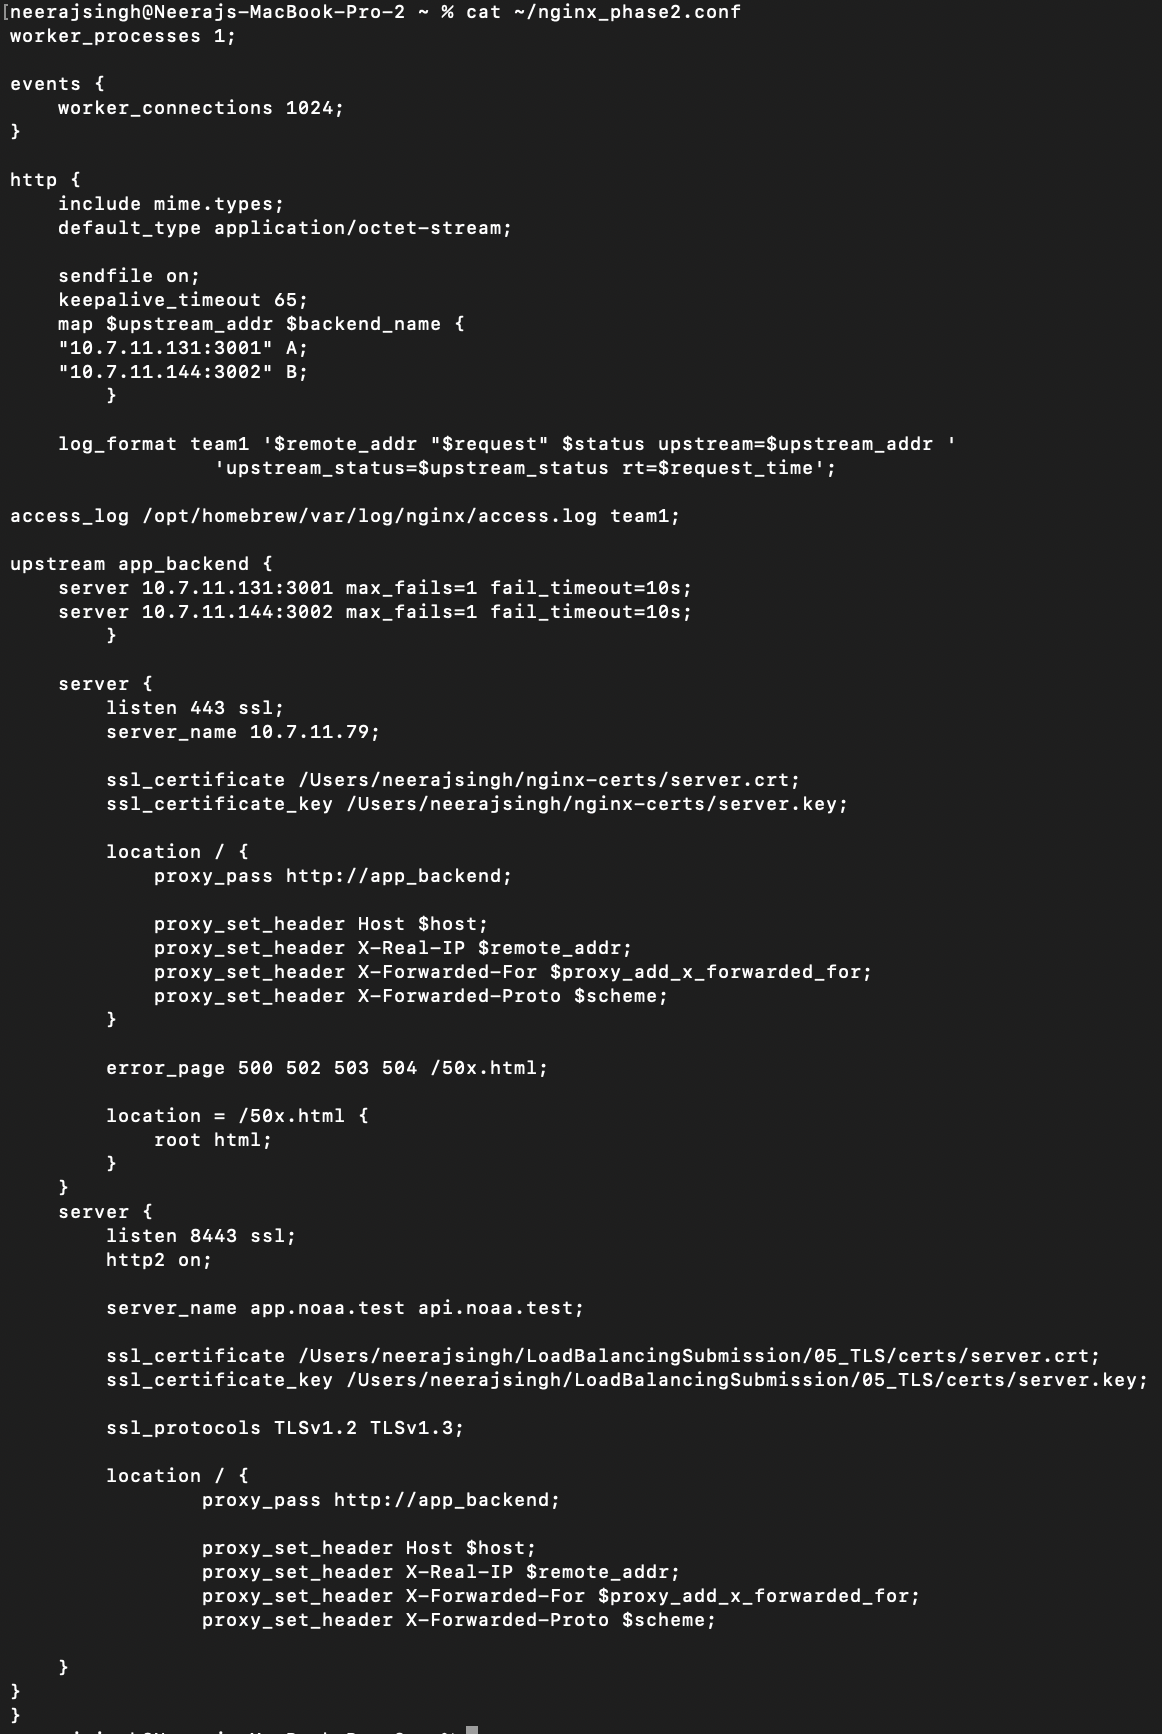 [neerajsingh@Neerajs-MacBook-Pro-2 ~ % cat ~/nginx_phase2.conf
worker_processes 1;
events {
    worker_connections 1024;
}
http {
    include mime.types;
    default_type application/octet-stream;
    sendfile on;
    keepalive_timeout 65;
    map $upstream_addr $backend_name {
    "10.7.11.131:3001" A;
    "10.7.11.144:3002" B;
        }
    log_format team1 '$remote_addr "$request" $status upstream=$upstream_addr '
                 'upstream_status=$upstream_status rt=$request_time';
access_log /opt/homebrew/var/log/nginx/access.log team1;
upstream app_backend {
    server 10.7.11.131:3001 max_fails=1 fail_timeout=10s;
    server 10.7.11.144:3002 max_fails=1 fail_timeout=10s;
        }
    server {
        listen 443 ssl;
        server_name 10.7.11.79;
        ssl_certificate /Users/neerajsingh/nginx-certs/server.crt;
        ssl_certificate_key /Users/neerajsingh/nginx-certs/server.key;
        location / {
            proxy_pass http://app_backend;
            proxy_set_header Host $host;
            proxy_set_header X-Real-IP $remote_addr;
            proxy_set_header X-Forwarded-For $proxy_add_x_forwarded_for;
            proxy_set_header X-Forwarded-Proto $scheme;
        }
        error_page 500 502 503 504 /50x.html;
        location = /50x.html {
            root html;
        }
    }
    server {
        listen 8443 ssl;
        http2 on;
        server_name app.noaa.test api.noaa.test;
        ssl_certificate /Users/neerajsingh/LoadBalancingSubmission/05_TLS/certs/server.crt;
        ssl_certificate_key /Users/neerajsingh/LoadBalancingSubmission/05_TLS/certs/server.key;
        ssl_protocols TLSv1.2 TLSv1.3;
        location / {
                proxy_pass http://app_backend;
                proxy_set_header Host $host;
                proxy_set_header X-Real-IP $remote_addr;
                proxy_set_header X-Forwarded-For $proxy_add_x_forwarded_for;
                proxy_set_header X-Forwarded-Proto $scheme;
    }
}
}